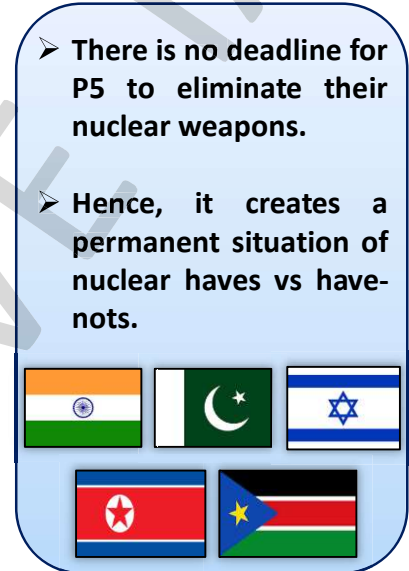 ➤ There is no deadline for
P5 to eliminate their
nuclear weapons.
➤ Hence, it creates a
permanent situation of
nuclear haves vs have-
nots.